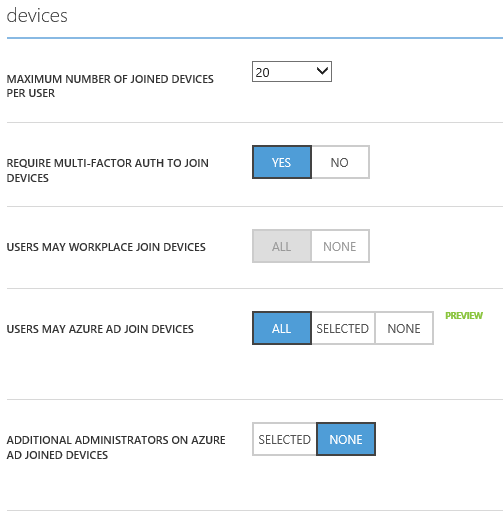 devices
MAXIMUM NUMBER OF JOINED DEVICES
PER USER
20
REQUIRE MULTI-FACTOR AUTH TO JOIN
DEVICES
YES NO
USERS MAY WORKPLACE JOIN DEVICES
ALL NONE
USERS MAY AZURE AD JOIN DEVICES
ALL SELECTED NONE
PREVIEW
ADDITIONAL ADMINISTRATORS ON AZURE
AD JOINED DEVICES
SELECTED NONE